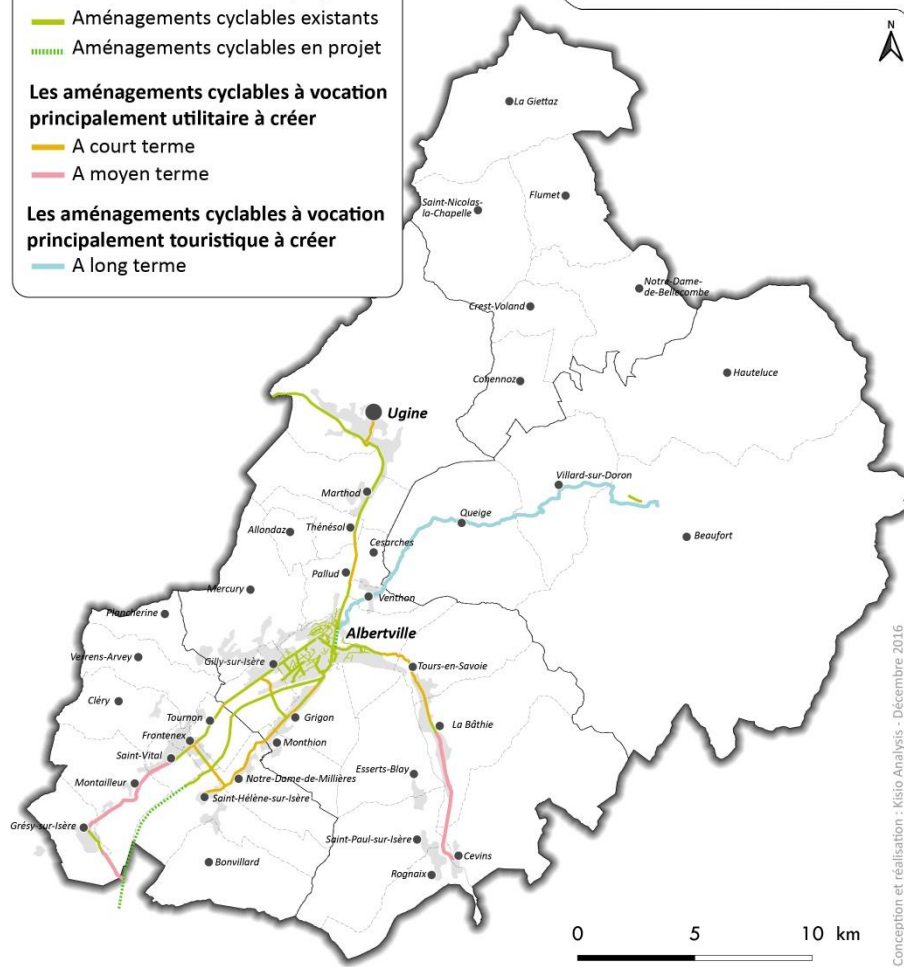 Aménagements cyclables existants
Aménagements cyclables en projet
Les aménagements cyclables à vocation
principalement utilitaire à créer
A court terme
A moyen terme
Les aménagements cyclables à vocation
principalement touristique à créer
A long terme
N
La Giettaz
Flumet
Saint-Nicolas-
la-Chapelle
Notre-Dame-
de-Bellecombe
Crest-Voland
Hauteluce
Cohennoz
Ugine
Villard-sur-Doron
Marthod
Queige
Thénésol
Allondaz
Beaufort
Cesarches
Pallud
Mercury
Venthon
Plancherine
Albertville
Verrens-Arvey
Gilly-sur-Isère
Tours-en-Savoie
Cléry
Tournon
Grigon
La Bâthie
Frontenex
Monthion
Saint-Vital
Esserts-Blay
Montailleur
Notre-Dame-de-Millières
Saint-Hélène-sur-Isère
Grésy-sur-Isère
Saint-Paul-sur-Isère
Cevins
Bonvillard
Rognaix
0 5 10 km
Conception et réalisation : Kisio Analysis - Décembre 2016